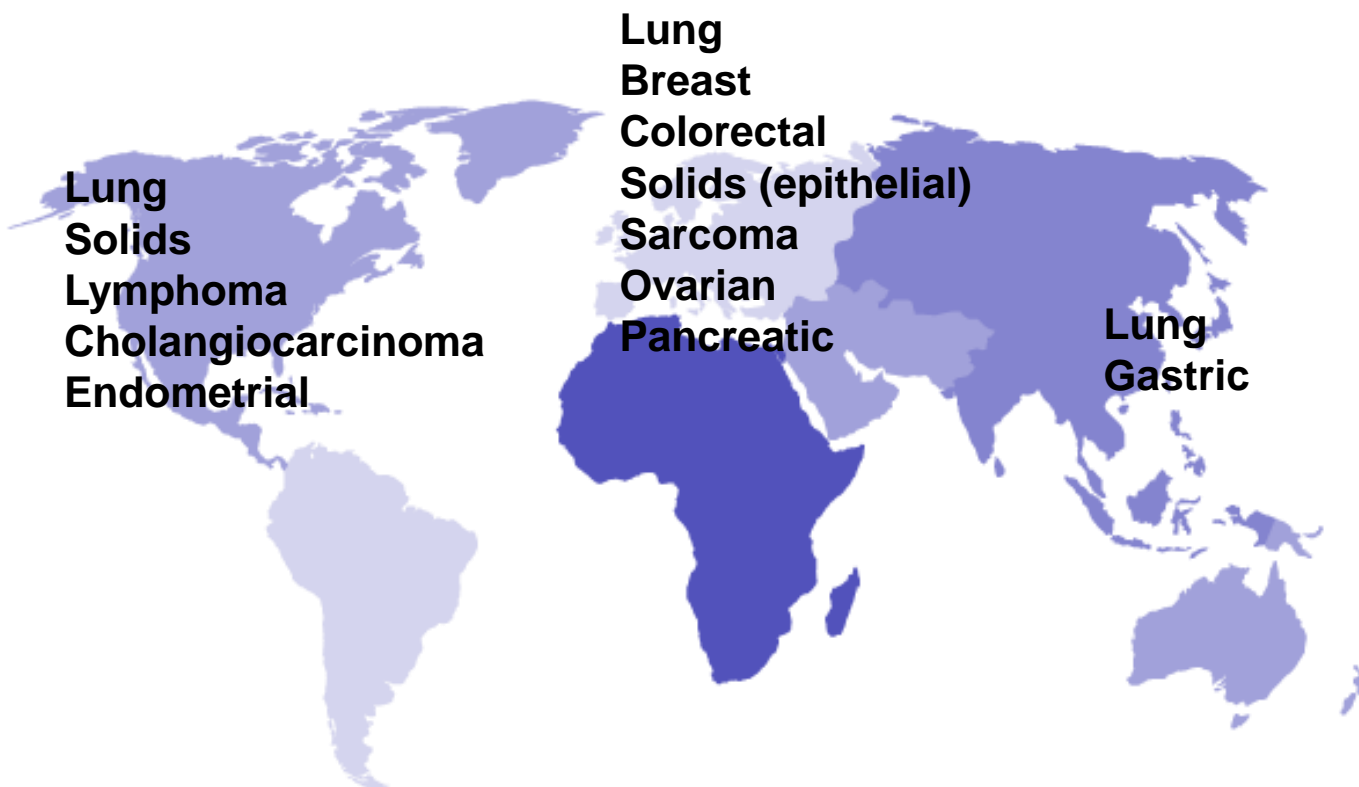 Lung
Solids
Lymphoma
Cholangiocarcinoma
Endometrial
Lung
Breast
Colorectal
Solids (epithelial)
Sarcoma
Ovarian
Pancreatic
Lung
Gastric